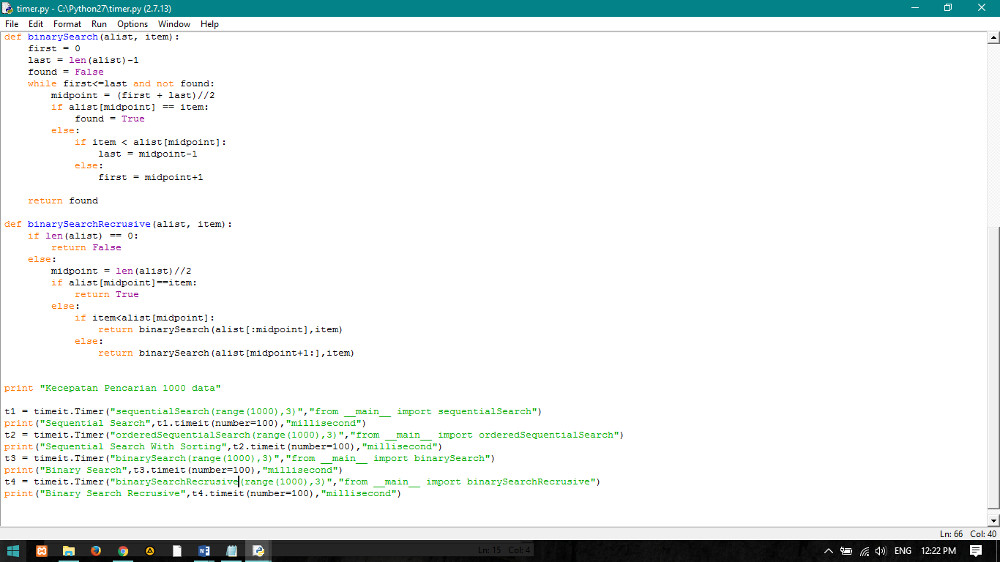 timer.py - C:\Python27\timer.py (2.7.13)
File Edit Format Run Options Window Help
def binarySearch(alist, item):
    first = 0
    last = len(alist)-1
    found = False
    while first<=last and not found:
        midpoint = (first + last)//2
        if alist[midpoint] == item:
            found = True
        else:
            if item < alist[midpoint]:
                last = midpoint-1
            else:
                first = midpoint+1
    return found
def binarySearchRecrusive(alist, item):
    if len(alist) == 0:
        return False
    else:
        midpoint = len(alist)//2
        if alist[midpoint]==item:
            return True
        else:
            if item<alist[midpoint]:
                return binarySearch(alist[:midpoint],item)
            else:
                return binarySearch(alist[midpoint+1:],item)
print "Kecepatan Pencarian 1000 data"
t1 = timeit.Timer("sequentialSearch(range(1000),3)","from __main__ import sequentialSearch")
print("Sequential Search",t1.timeit(number=100),"millisecond")
t2 = timeit.Timer("orderedSequentialSearch(range(1000),3)","from __main__ import orderedSequentialSearch")
print("Sequential Search With Sorting",t2.timeit(number=100),"millisecond")
t3 = timeit.Timer("binarySearch(range(1000),3)","from __main__ import binarySearch")
print("Binary Search",t3.timeit(number=100),"millisecond")
t4 = timeit.Timer("binarySearchRecrusive(range(1000),3)","from __main__ import binarySearchRecrusive")
print("Binary Search Recrusive",t4.timeit(number=100),"millisecond")
Ln: 66 Col: 40
Ln: 15 Col: 4
ENG 12:22 PM